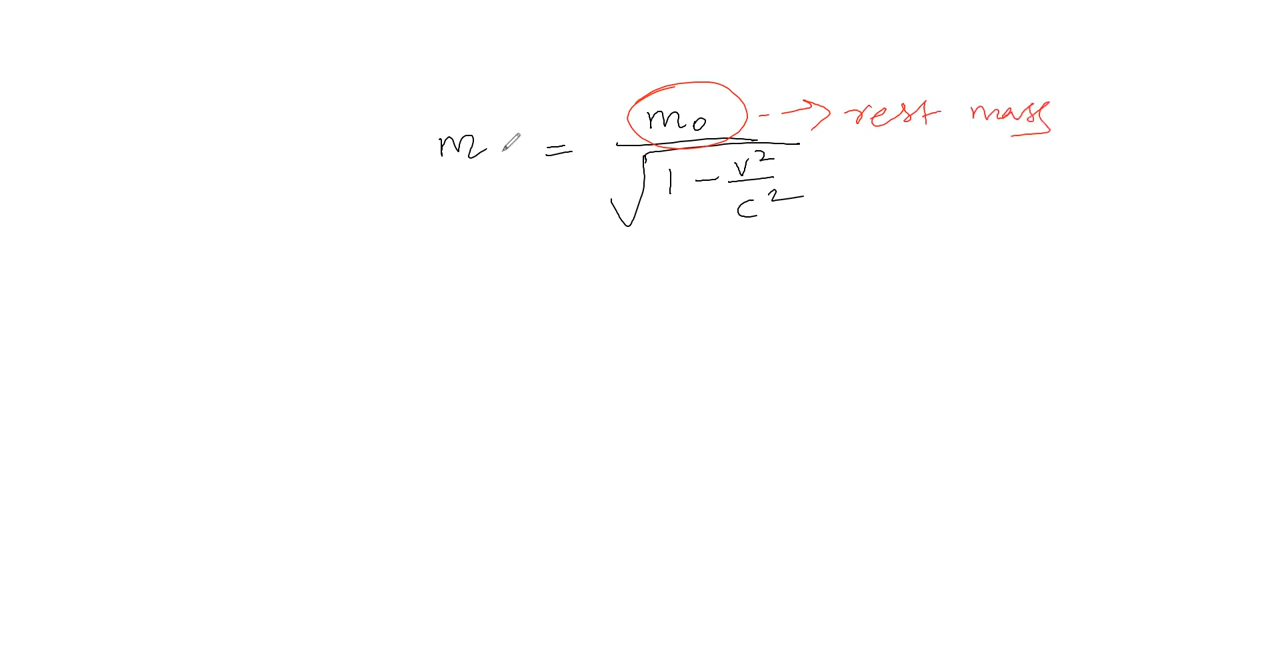 m = m₀ / √(1 - v²/c²) --> rest mass